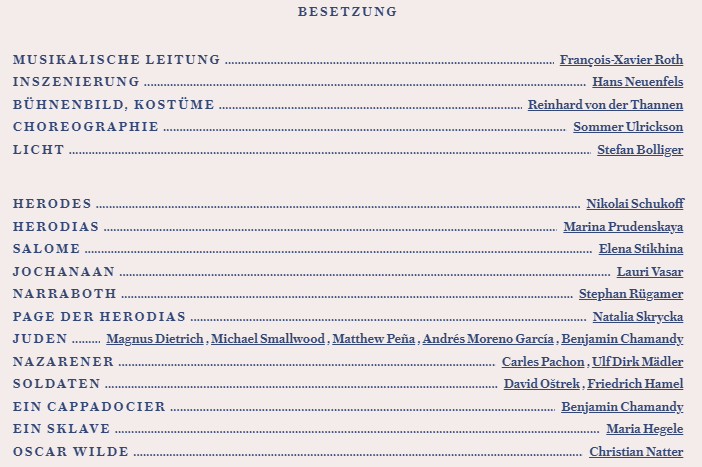 BESETZUNG
MUSIKALISCHE LEITUNG ........ François-Xavier Roth
INSZENIERUNG ........ Hans Neuenfels
BÜHNENBILD, KOSTÜME ........ Reinhard von der Thannen
CHOREOGRAPHIE ........ Sommer Ulrickson
LICHT ........ Stefan Bolliger
HERODES ........ Nikolai Schukoff
HERODIAS ........ Marina Prudenskaya
SALOME ........ Elena Stikhina
JOCHANAAN ........ Lauri Vasar
NARRABOTH ........ Stephan Rügamer
PAGE DER HERODIAS ........ Natalia Skrycka
JUDEN ........ Magnus Dietrich , Michael Smallwood , Matthew Peña , Andrés Moreno García , Benjamin Chamandy
NAZARENER ........ Carles Pachon , Ulf Dirk Mädler
SOLDATEN ........ David Oštrek , Friedrich Hamel
EIN CAPPADOCIER ........ Benjamin Chamandy
EIN SKLAVE ........ Maria Hegele
OSCAR WILDE ........ Christian Natter